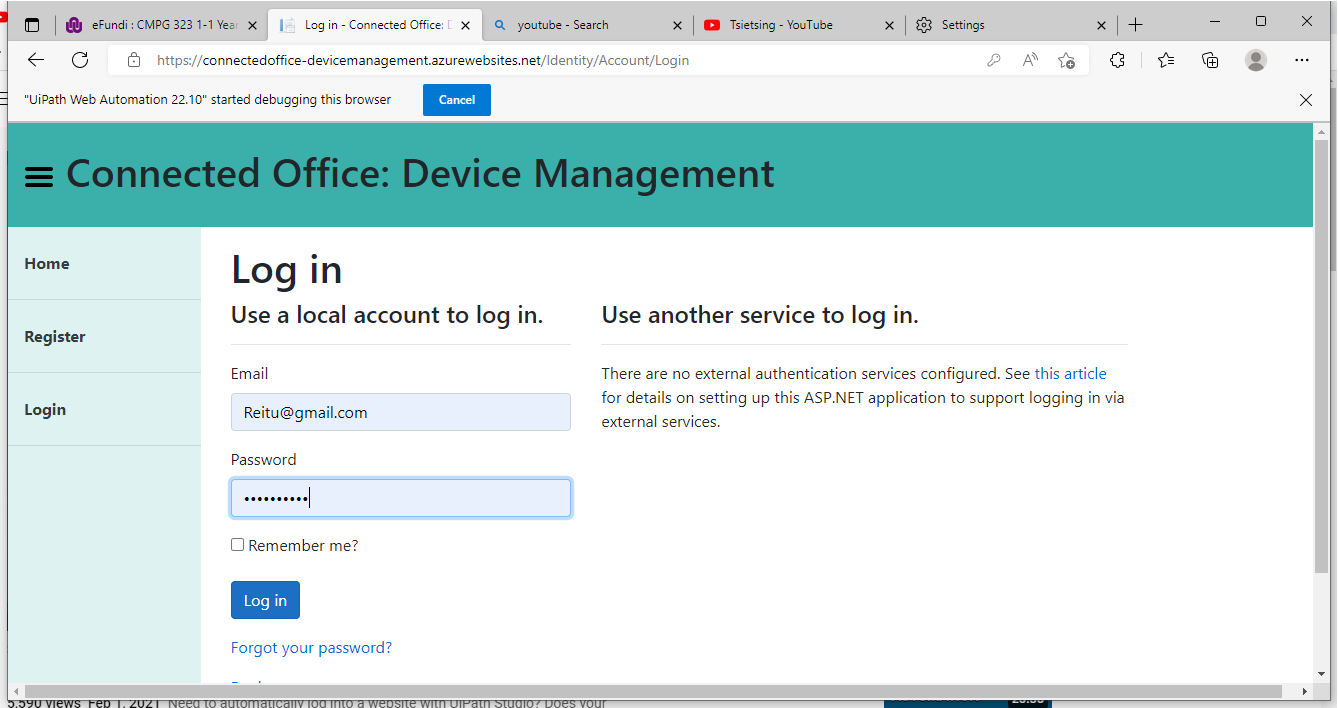 eFundi : CMPG 323 1-1 Year
Log in - Connected Office: D
youtube - Search
Tsietsing - YouTube
Settings
https://connectedoffice-devicemanagement.azurewebsites.net/Identity/Account/Login
"UiPath Web Automation 22.10" started debugging this browser
Cancel
Connected Office: Device Management
Home
Register
Login
Log in
Use a local account to log in.
Email
Reitu@gmail.com
Password
Remember me?
Log in
Forgot your password?
Use another service to log in.
There are no external authentication services configured. See this article
for details on setting up this ASP.NET application to support logging in via
external services.
5,590 views Feb 1, 2021 Need to automatically log into a website with UiPath Studio? Does your